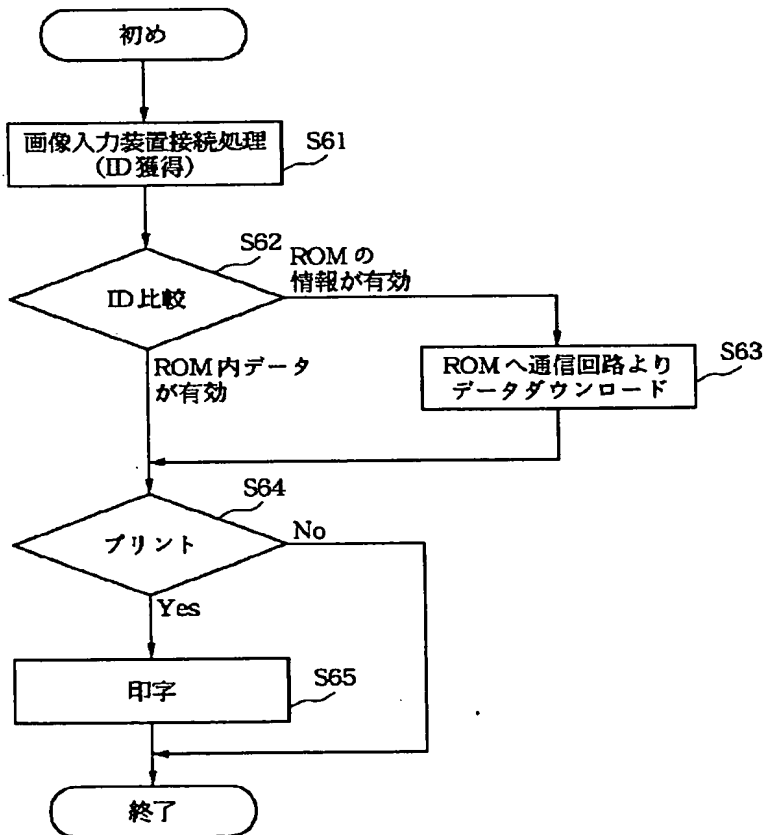 初め
画像入力装置接続処理
(ID獲得)
S61
S62
ID比較
ROMの
情報が有効
ROM内データ
が有効
ROMへ通信回路より
データダウンロード
S63
S64
プリント
No
Yes
印字
S65
終了